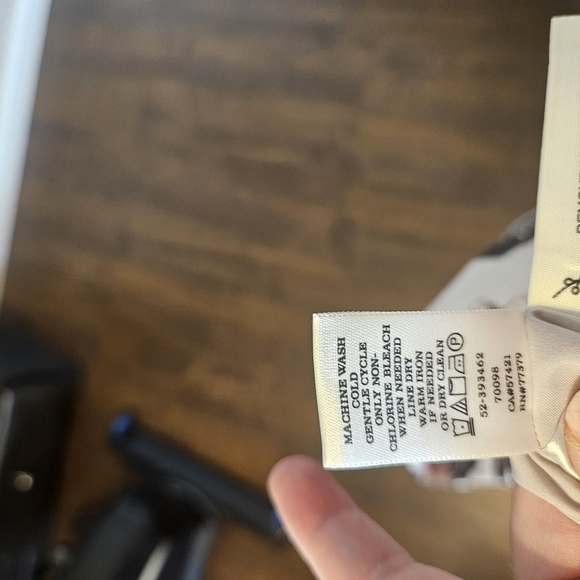 MACHINE WASH
COLD
GENTLE CYCLE
ONLY NON-
CHLORINE BLEACH
WHEN NEEDED
LINE DRY
WARM IRON
IF NEEDED
OR DRY CLEAN
52-393462
70098
CA#57421
RN#77379